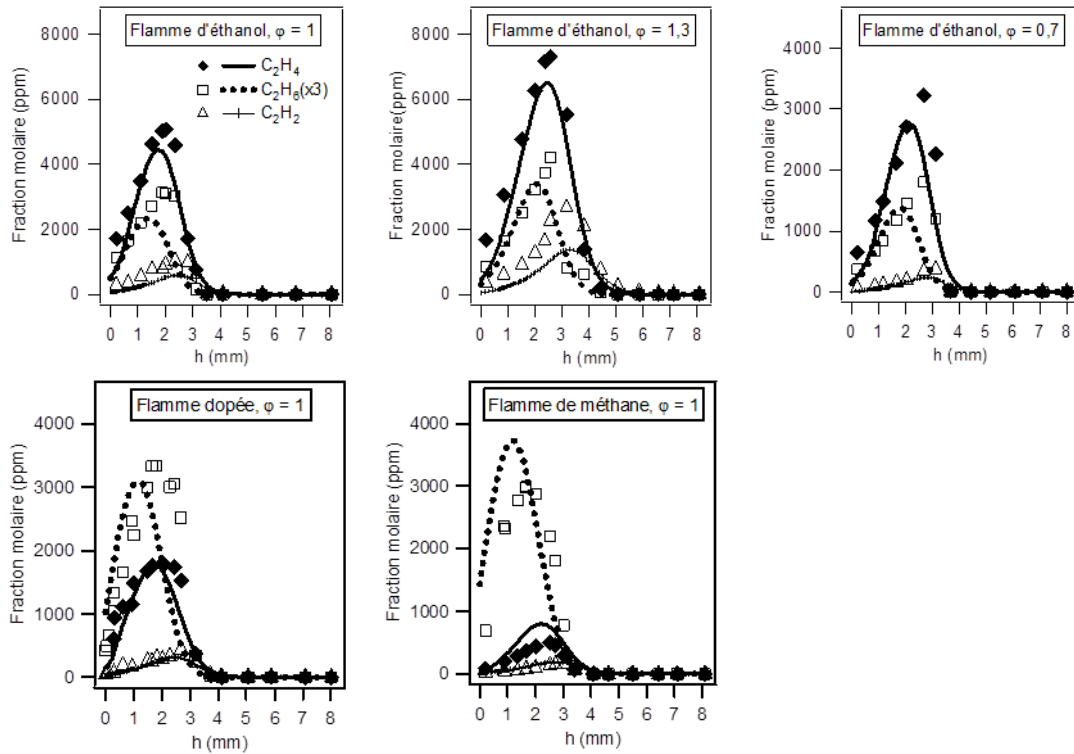 Flamme d'éthanol, φ = 1
8000
6000
4000
2000
0
Fraction molaire (ppm)
C2H4
C2H6(x3)
C2H2
0 1 2 3 4 5 6 7 8
h (mm)
Flamme d'éthanol, φ = 1,3
8000
6000
4000
2000
0
Fraction molaire(ppm)
0 1 2 3 4 5 6 7 8
h (mm)
Flamme d'éthanol, φ = 0,7
4000
3000
2000
1000
0
Fraction molaire (ppm)
0 1 2 3 4 5 6 7 8
h (mm)
Flamme dopée, φ = 1
4000
3000
2000
1000
0
Fraction molaire (ppm)
0 1 2 3 4 5 6 7 8
h (mm)
Flamme de méthane, φ = 1
4000
3000
2000
1000
0
Fraction molaire (ppm)
0 1 2 3 4 5 6 7 8
h (mm)